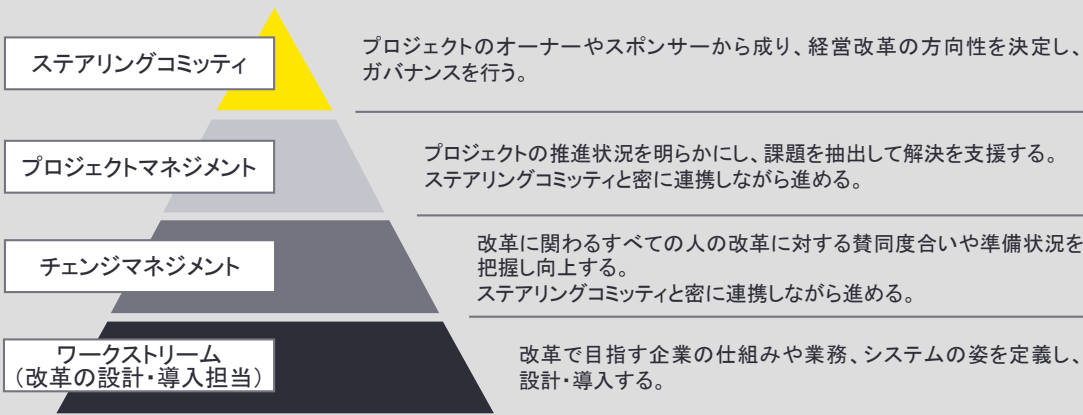 ステアリングコミッティ
プロジェクトのオーナーやスポンサーから成り、経営改革の方向性を決定し、
ガバナンスを行う。
プロジェクトマネジメント
プロジェクトの推進状況を明らかにし、課題を抽出して解決を支援する。
ステアリングコミッティと密に連携しながら進める。
チェンジマネジメント
改革に関わるすべての人の改革に対する賛同度合いや準備状況を
把握し向上する。
ステアリングコミッティと密に連携しながら進める。
ワークストリーム
（改革の設計・導入担当）
改革で目指す企業の仕組みや業務、システムの姿を定義し、
設計・導入する。